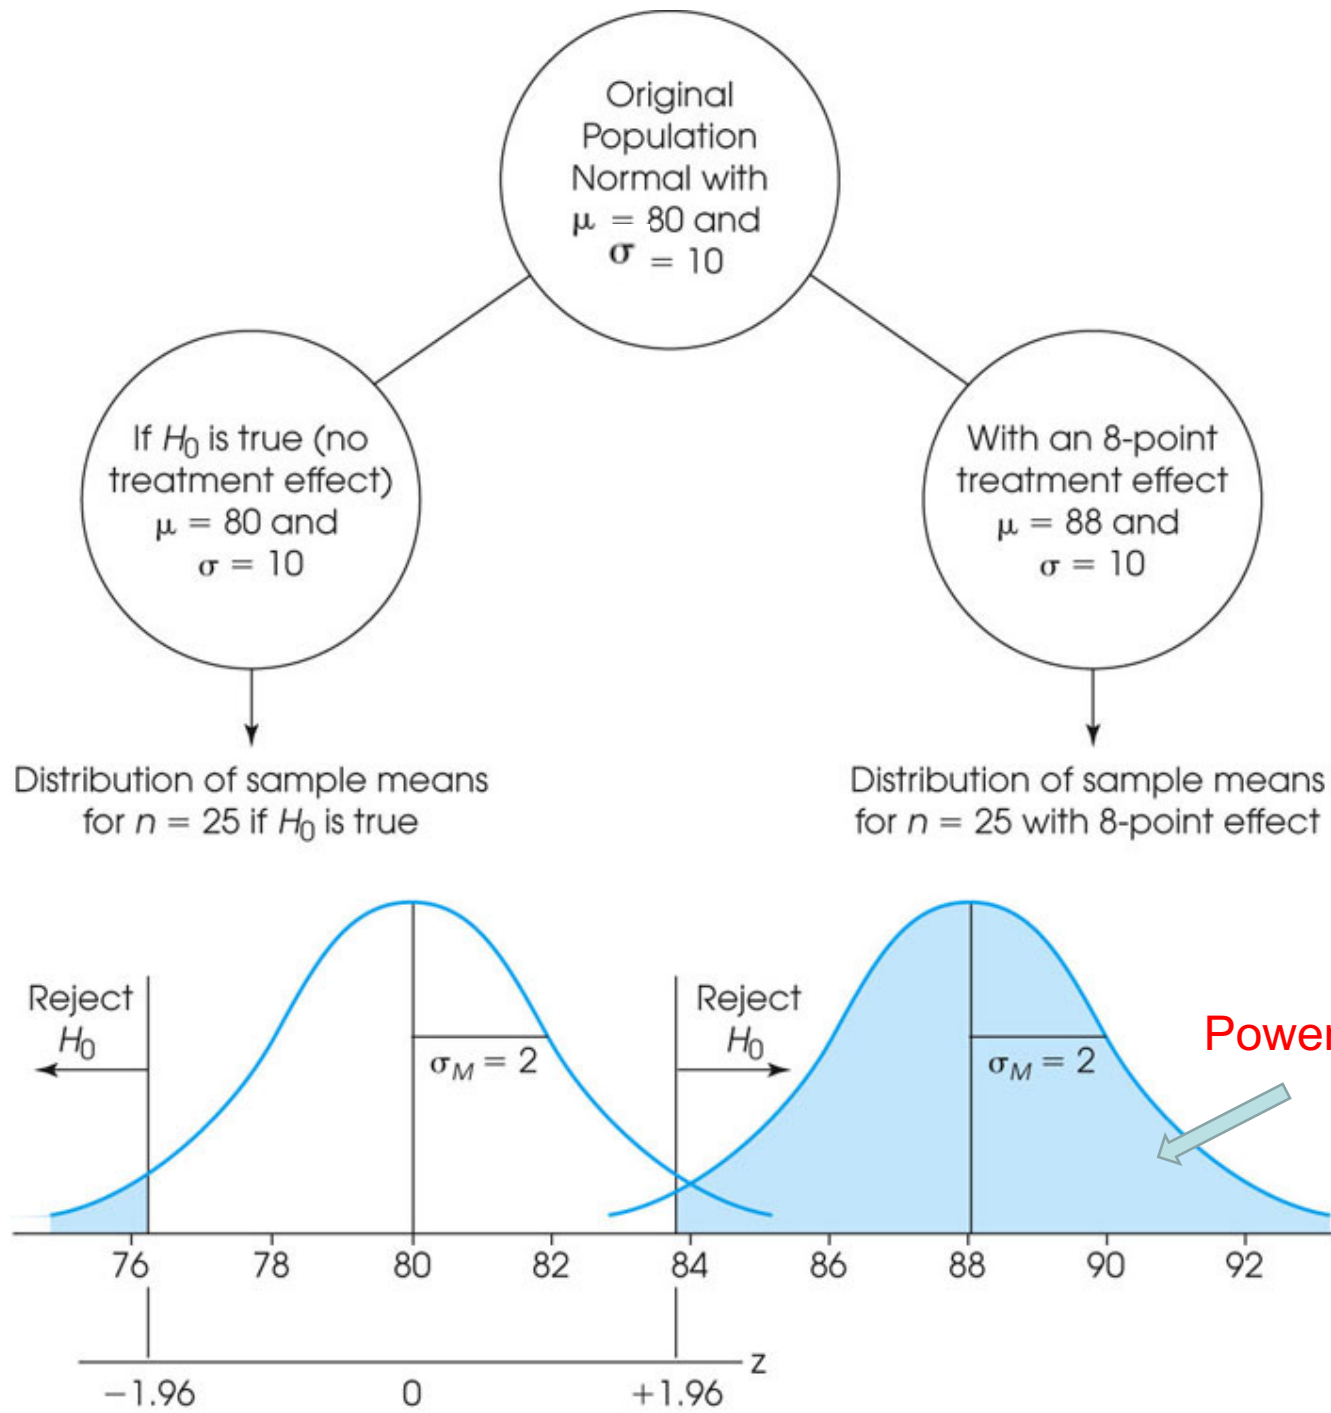 Original
Population
Normal with
μ = 80 and
σ = 10
If H₀ is true (no
treatment effect)
μ = 80 and
σ = 10
With an 8-point
treatment effect
μ = 88 and
σ = 10
Distribution of sample means
for n = 25 if H₀ is true
Distribution of sample means
for n = 25 with 8-point effect
Reject
H₀
σM = 2
Reject
H₀
σM = 2
Power
76 78 80 82 84 86 88 90 92
z
−1.96 0 +1.96